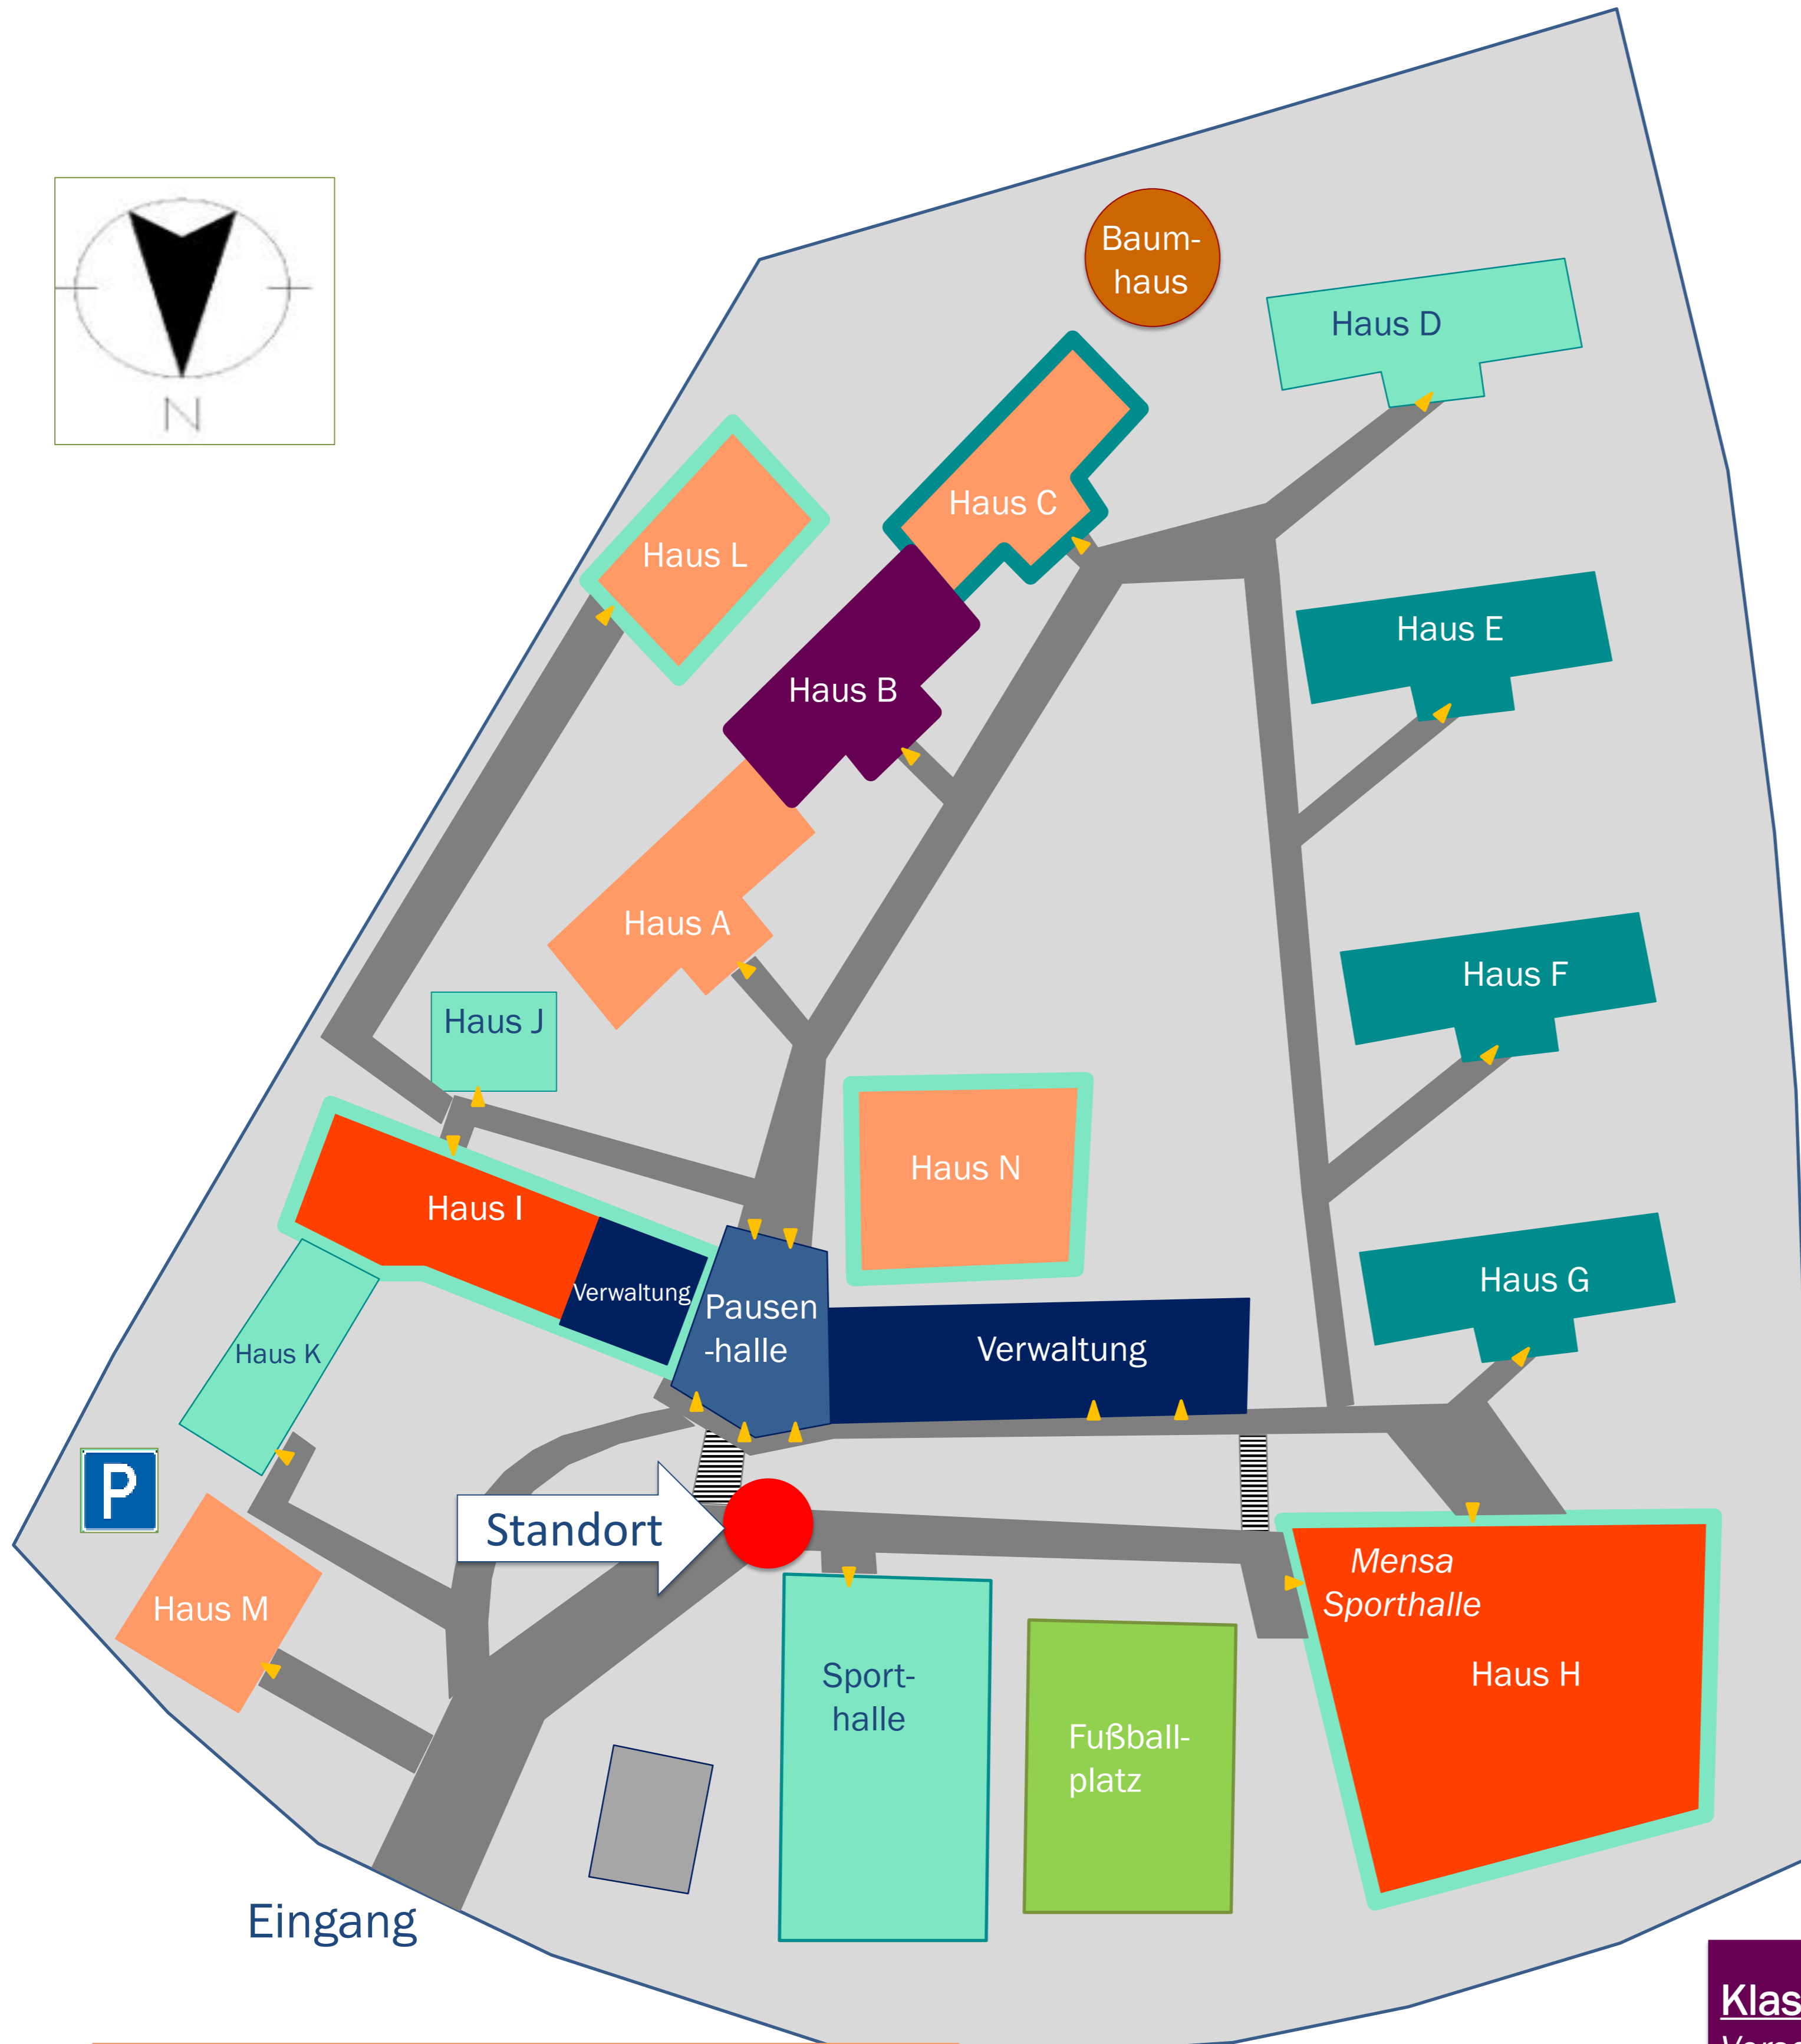 Baum-
haus
Haus D
N
Haus C
Haus L
Haus E
Haus B
Haus A
Haus F
Haus J
Haus N
Haus I
Haus G
Verwaltung
Pausen
-halle
Verwaltung
Haus K
P
Standort
Mensa
Sporthalle
Haus M
Haus H
Sport-
halle
Fußball-
platz
Eingang
Klas